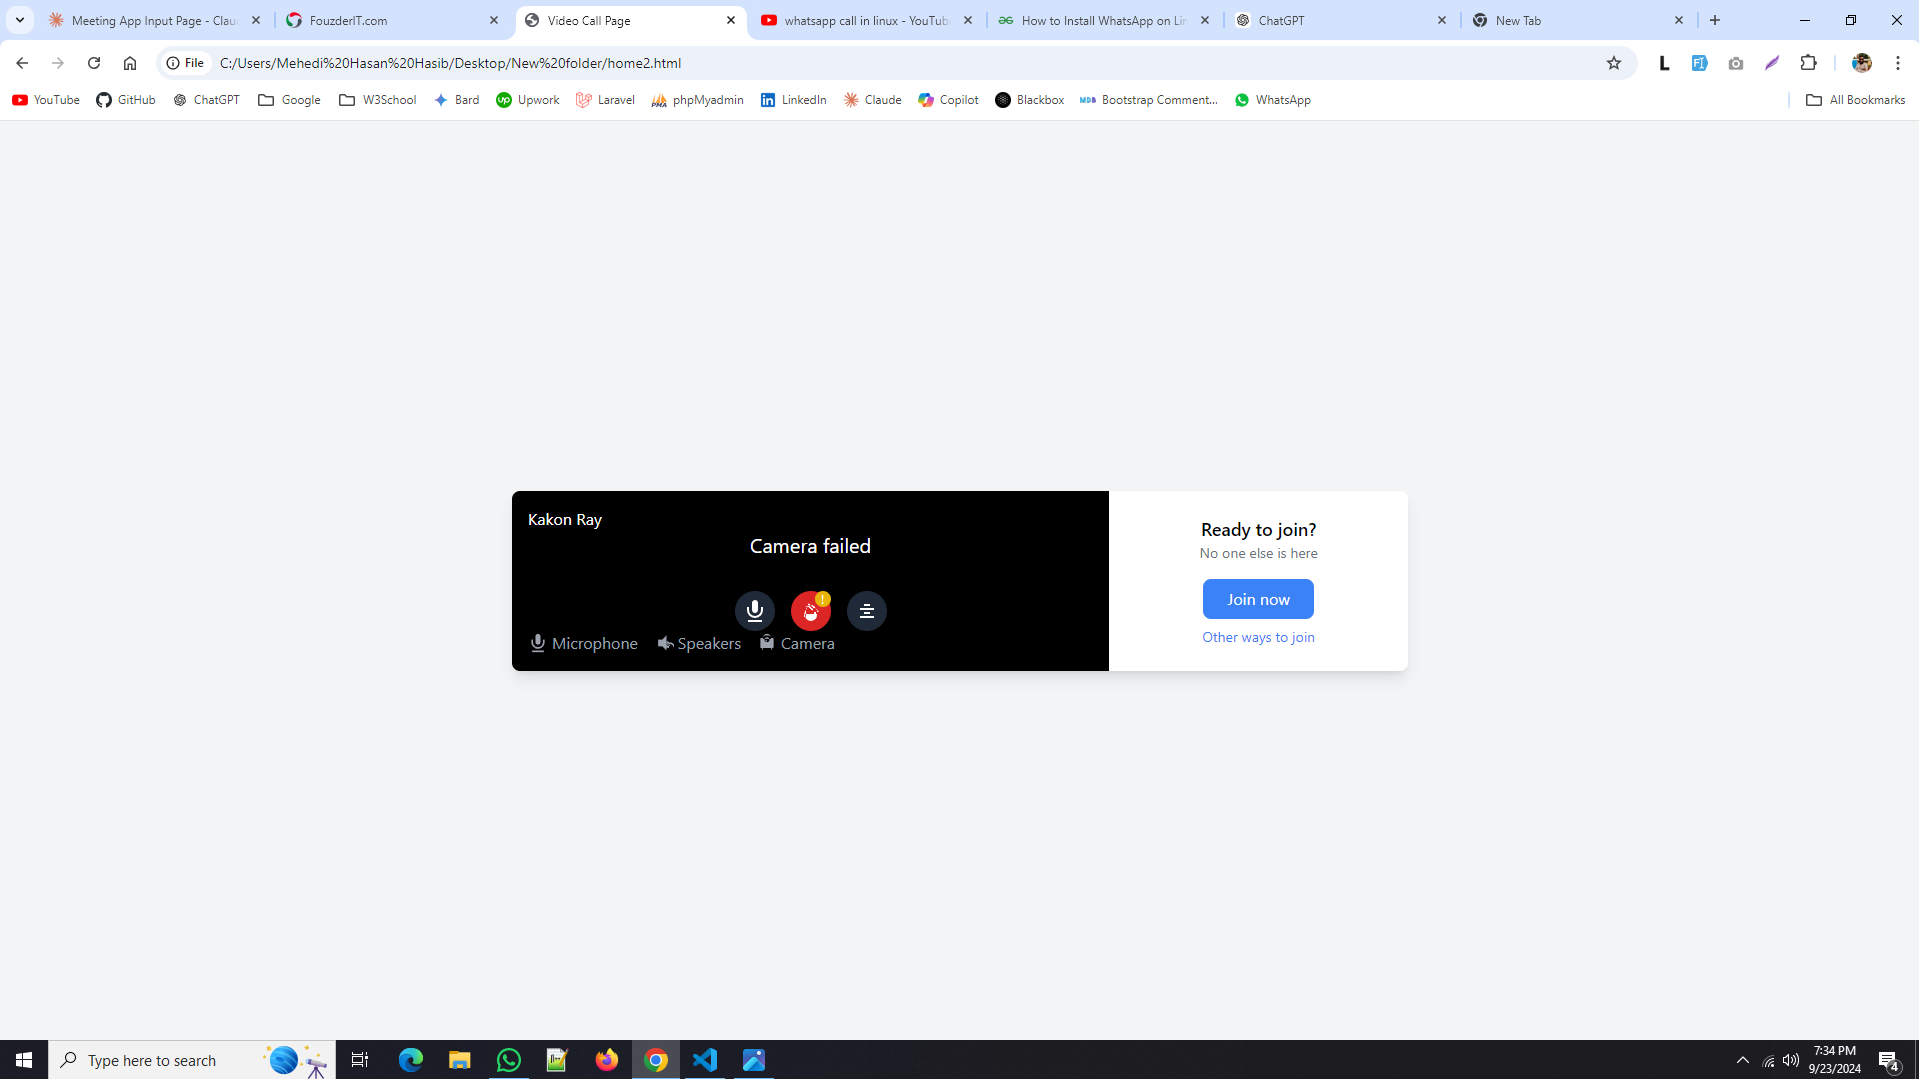 Meeting App Input Page - Clau
FouzderIT.com
Video Call Page
whatsapp call in linux - YouTub
How to Install WhatsApp on Lin
ChatGPT
New Tab
File
C:/Users/Mehedi%20Hasan%20Hasib/Desktop/New%20folder/home2.html
YouTube
GitHub
ChatGPT
Google
W3School
Bard
Upwork
Laravel
phpMyadmin
LinkedIn
Claude
Copilot
Blackbox
Bootstrap Comment...
WhatsApp
All Bookmarks
Kakon Ray
Camera failed
!
Microphone
Speakers
Camera
Ready to join?
No one else is here
Join now
Other ways to join
Type here to search
7:34 PM
9/23/2024
4